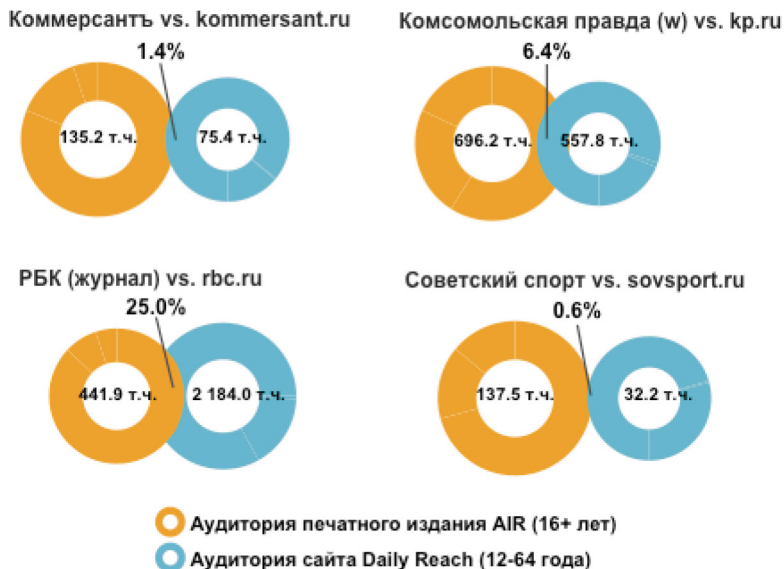 Коммерсантъ vs. kommersant.ru
1.4%
135.2 т.ч.
75.4 т.ч.
Комсомольская правда (w) vs. kp.ru
6.4%
696.2 т.ч.
557.8 т.ч.
РБК (журнал) vs. rbc.ru
25.0%
441.9 т.ч.
2 184.0 т.ч.
Советский спорт vs. sovsport.ru
0.6%
137.5 т.ч.
32.2 т.ч.
Аудитория печатного издания AIR (16+ лет)
Аудитория сайта Daily Reach (12-64 года)